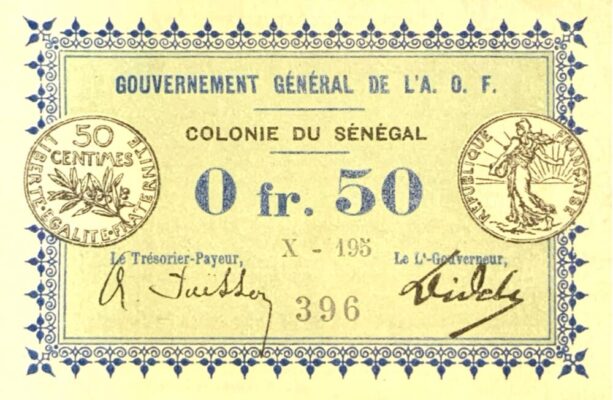 GOUVERNEMENT GÉNÉRAL DE L'A. O. F.
COLONIE DU SÉNÉGAL
50
CENTIMES
LIBERTÉ·EGALITE·FRATERNITE
0 fr. 50
REPUBLIQUE FRANÇAISE
X - 195
Le Trésorier-Payeur,
Le Lt-Gouverneur,
396